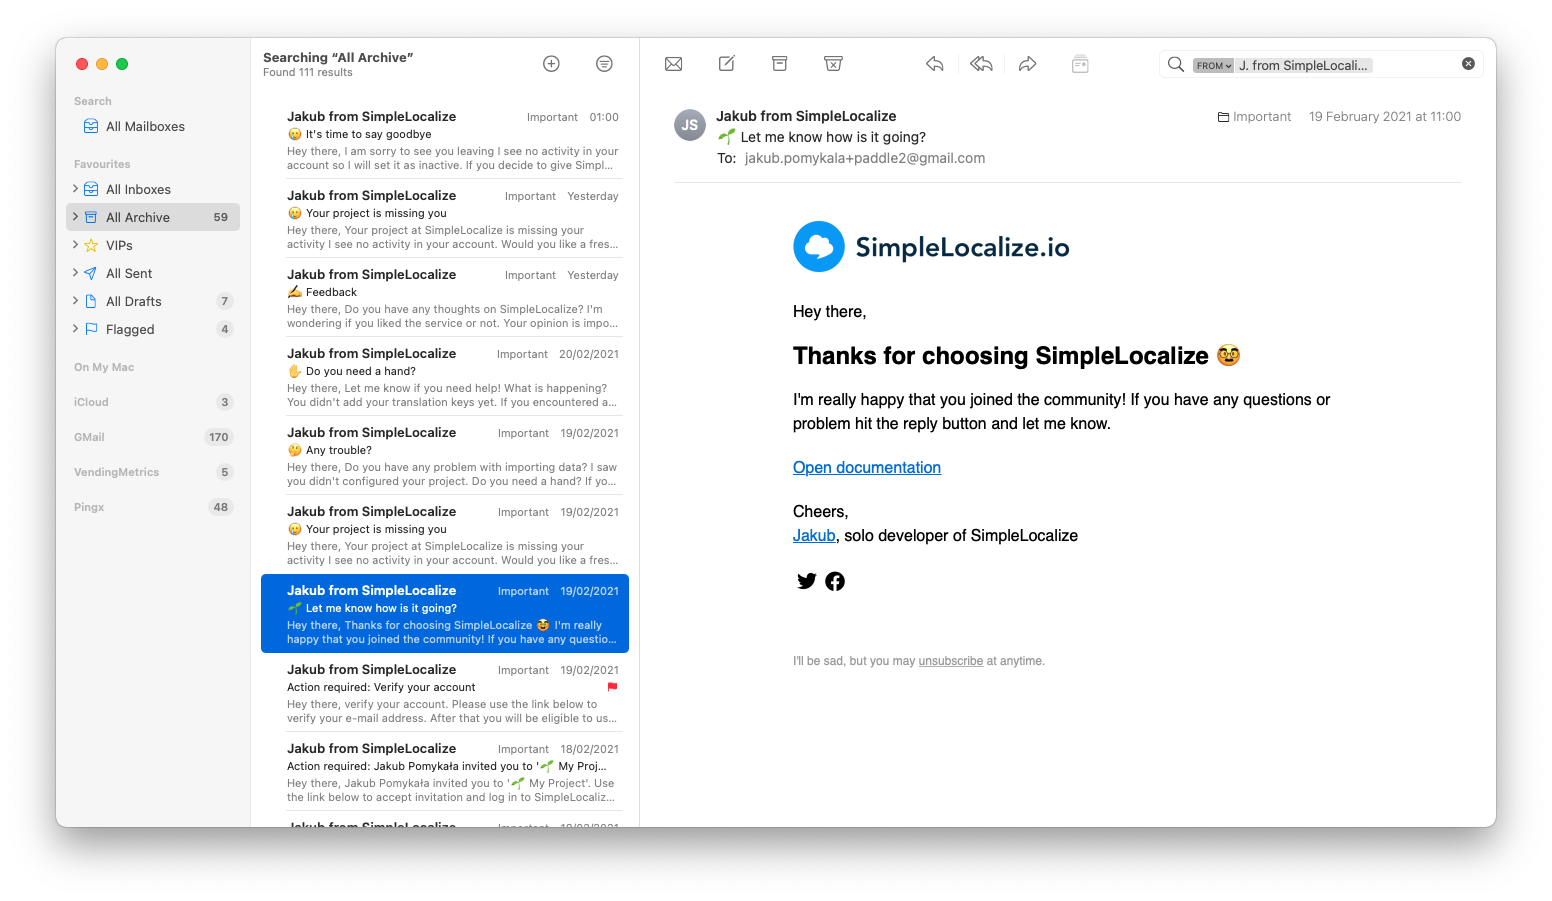 Search
All Mailboxes
Favourites
All Inboxes
All Archive 59
VIPs
All Sent
All Drafts 7
Flagged 4
On My Mac
iCloud 3
GMail 170
VendingMetrics 5
Pingx 48
Searching “All Archive”
Found 111 results
Jakub from SimpleLocalize Important 01:00
🥲 It's time to say goodbye
Hey there, I am sorry to see you leaving I see no activity in your
account so I will set it as inactive. If you decide to give Simpl...
Jakub from SimpleLocalize Important Yesterday
🥲 Your project is missing you
Hey there, Your project at SimpleLocalize is missing your
activity I see no activity in your account. Would you like a fres...
Jakub from SimpleLocalize Important Yesterday
✍️ Feedback
Hey there, Do you have any thoughts on SimpleLocalize? I'm
wondering if you liked the service or not. Your opinion is impo...
Jakub from SimpleLocalize Important 20/02/2021
✋ Do you need a hand?
Hey there, Let me know if you need help! What is happening?
You didn't add your translation keys yet. If you encountered a...
Jakub from SimpleLocalize Important 19/02/2021
🤔 Any trouble?
Hey there, Do you have any problem with importing data? I saw
you didn't configured your project. Do you need a hand? If yo...
Jakub from SimpleLocalize Important 19/02/2021
🥲 Your project is missing you
Hey there, Your project at SimpleLocalize is missing your
activity I see no activity in your account. Would you like a fres...
Jakub from SimpleLocalize Important 19/02/2021
🌱 Let me know how is it going?
Hey there, Thanks for choosing SimpleLocalize 🥸 I'm really
happy that you joined the community! If you have any questio...
Jakub from SimpleLocalize Important 19/02/2021
Action required: Verify your account
Hey there, verify your account. Please use the link below to
verify your e-mail address. After that you will be eligible to us...
Jakub from SimpleLocalize Important 18/02/2021
Action required: Jakub Pomykała invited you to '🌱 My Proj...
Hey there, Jakub Pomykała invited you to '🌱 My Project'. Use
the link below to accept invitation and log in to SimpleLocaliz...
Jakub from SimpleLocalize Important 18/02/2021
FROM J. from SimpleLocali...
JS
Jakub from SimpleLocalize Important 19 February 2021 at 11:00
🌱 Let me know how is it going?
To: jakub.pomykala+paddle2@gmail.com
SimpleLocalize.io
Hey there,
Thanks for choosing SimpleLocalize 🥸
I'm really happy that you joined the community! If you have any questions or
problem hit the reply button and let me know.
Open documentation
Cheers,
Jakub, solo developer of SimpleLocalize
I'll be sad, but you may unsubscribe at anytime.